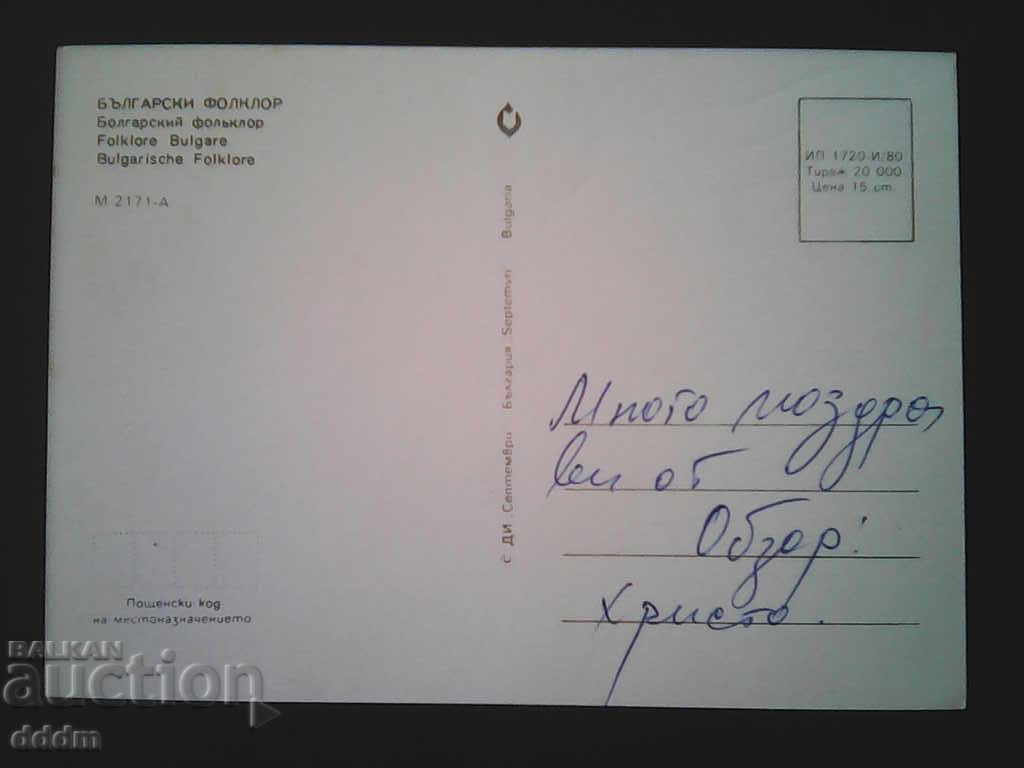 БЪЛГАРСКИ ФОЛКЛОР
Болгарский фольклор
Folklore Bulgare
Bulgarische Folklore
М 2171-А
ИП 1720-И/80
Тираж 20 000
Цена 15 ст.
© ДИ „Септември" България Septemvri Bulgaria
Много поздра
ви от
Обзор!
Христо.
Пощенски код
на местоназначението
BALKAN
auction
dddm